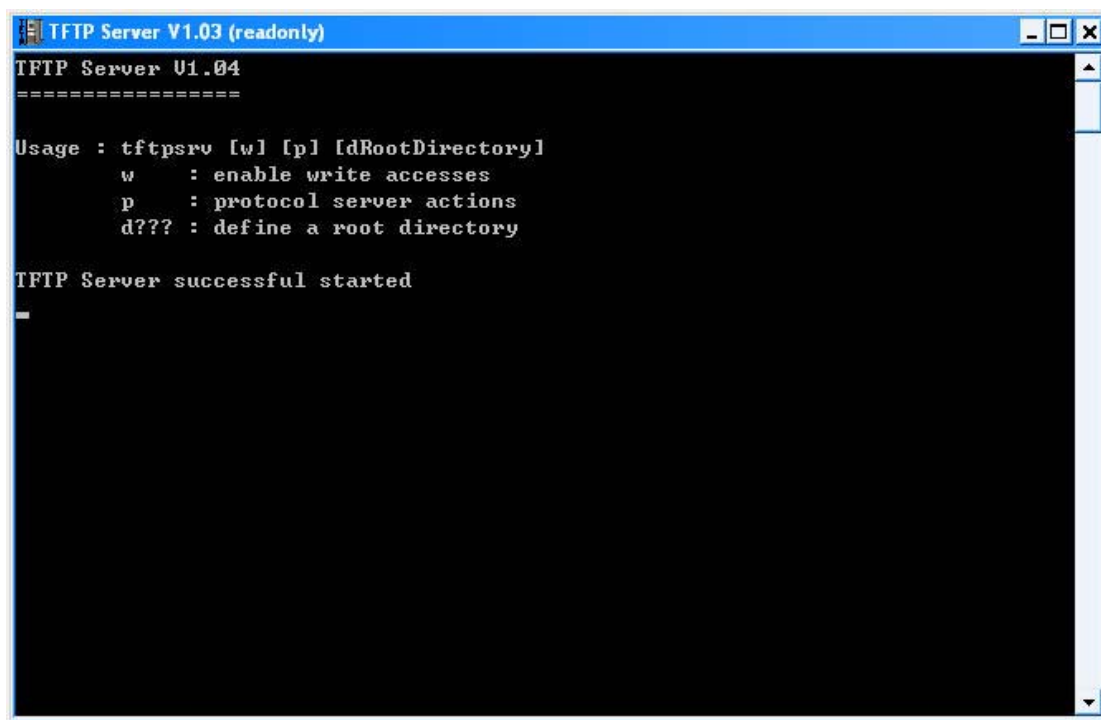 TFTP Server V1.03 (readonly)
TFTP Server V1.04
=================
Usage : tftpsrv [w] [p] [dRootDirectory]
w : enable write accesses
p : protocol server actions
d??? : define a root directory
TFTP Server successful started